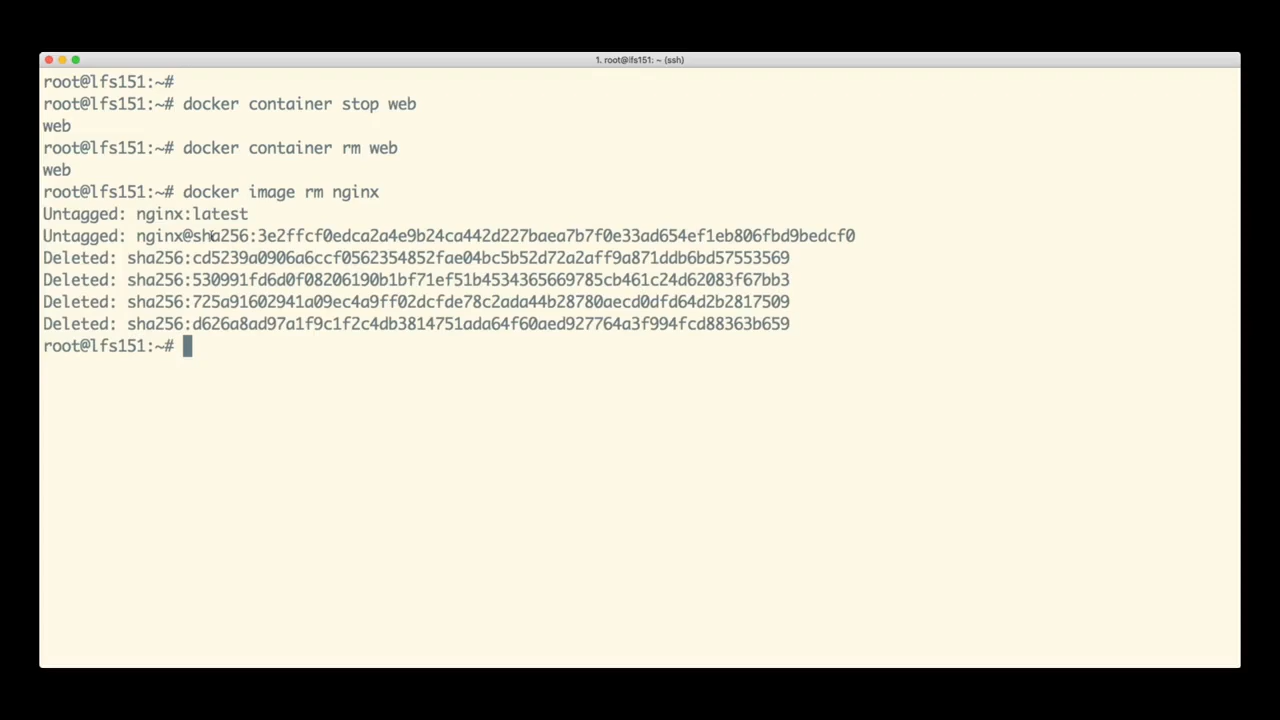 1. root@lfs151: ~ (ssh)
root@lfs151:~#
root@lfs151:~# docker container stop web
web
root@lfs151:~# docker container rm web
web
root@lfs151:~# docker image rm nginx
Untagged: nginx:latest
Untagged: nginx@sha256:3e2ffcf0edca2a4e9b24ca442d227baea7b7f0e33ad654ef1eb806fbd9bedcf0
Deleted: sha256:cd5239a0906a6ccf0562354852fae04bc5b52d72a2aff9a871ddb6bd57553569
Deleted: sha256:530991fd6d0f08206190b1bf71ef51b4534365669785cb461c24d62083f67bb3
Deleted: sha256:725a91602941a09ec4a9ff02dcfde78c2ada44b28780aecd0dfd64d2b2817509
Deleted: sha256:d626a8ad97a1f9c1f2c4db3814751ada64f60aed927764a3f994fcd88363b659
root@lfs151:~#